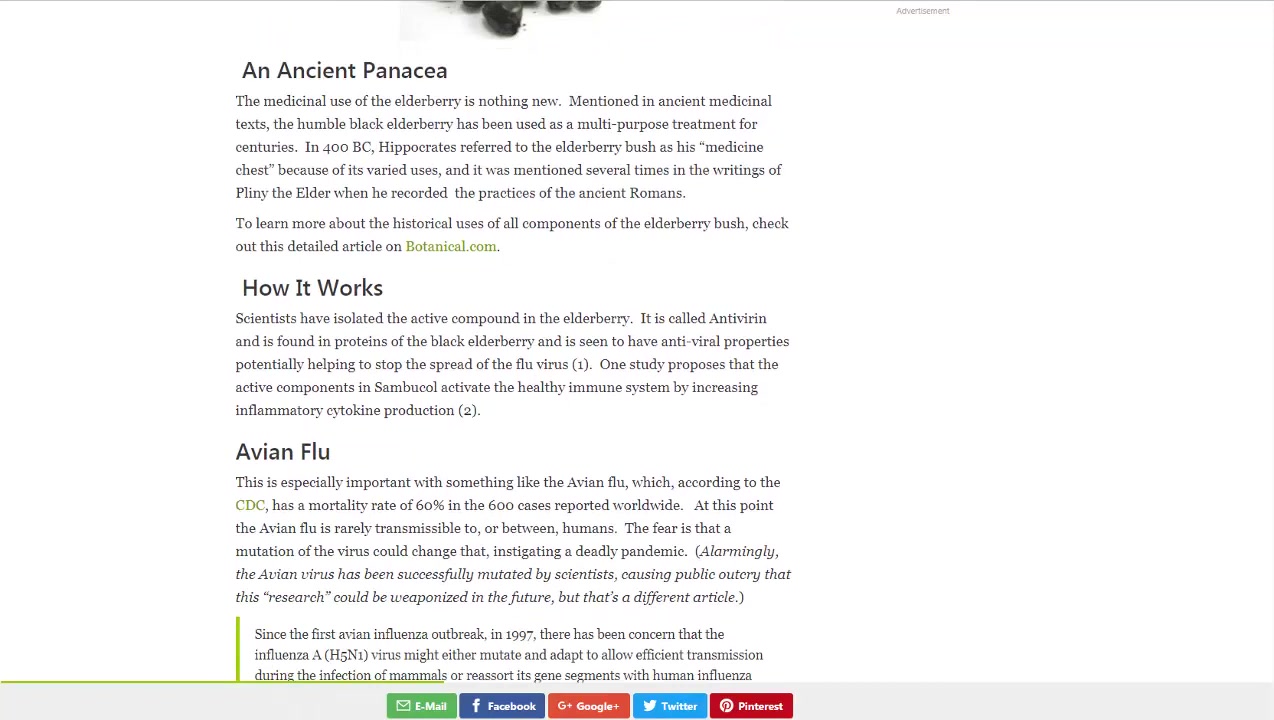 Advertisement
An Ancient Panacea
The medicinal use of the elderberry is nothing new.  Mentioned in ancient medicinal
texts, the humble black elderberry has been used as a multi-purpose treatment for
centuries.  In 400 BC, Hippocrates referred to the elderberry bush as his “medicine
chest” because of its varied uses, and it was mentioned several times in the writings of
Pliny the Elder when he recorded  the practices of the ancient Romans.
To learn more about the historical uses of all components of the elderberry bush, check
out this detailed article on Botanical.com.
How It Works
Scientists have isolated the active compound in the elderberry.  It is called Antivirin
and is found in proteins of the black elderberry and is seen to have anti-viral properties
potentially helping to stop the spread of the flu virus (1).  One study proposes that the
active components in Sambucol activate the healthy immune system by increasing
inflammatory cytokine production (2).
Avian Flu
This is especially important with something like the Avian flu, which, according to the
CDC, has a mortality rate of 60% in the 600 cases reported worldwide.   At this point
the Avian flu is rarely transmissible to, or between, humans.  The fear is that a
mutation of the virus could change that, instigating a deadly pandemic.  (Alarmingly,
the Avian virus has been successfully mutated by scientists, causing public outcry that
this “research” could be weaponized in the future, but that’s a different article.)
Since the first avian influenza outbreak, in 1997, there has been concern that the
influenza A (H5N1) virus might either mutate and adapt to allow efficient transmission
during the infection of mammals or reassort its gene segments with human influenza
E-Mail
Facebook
Google+
Twitter
Pinterest